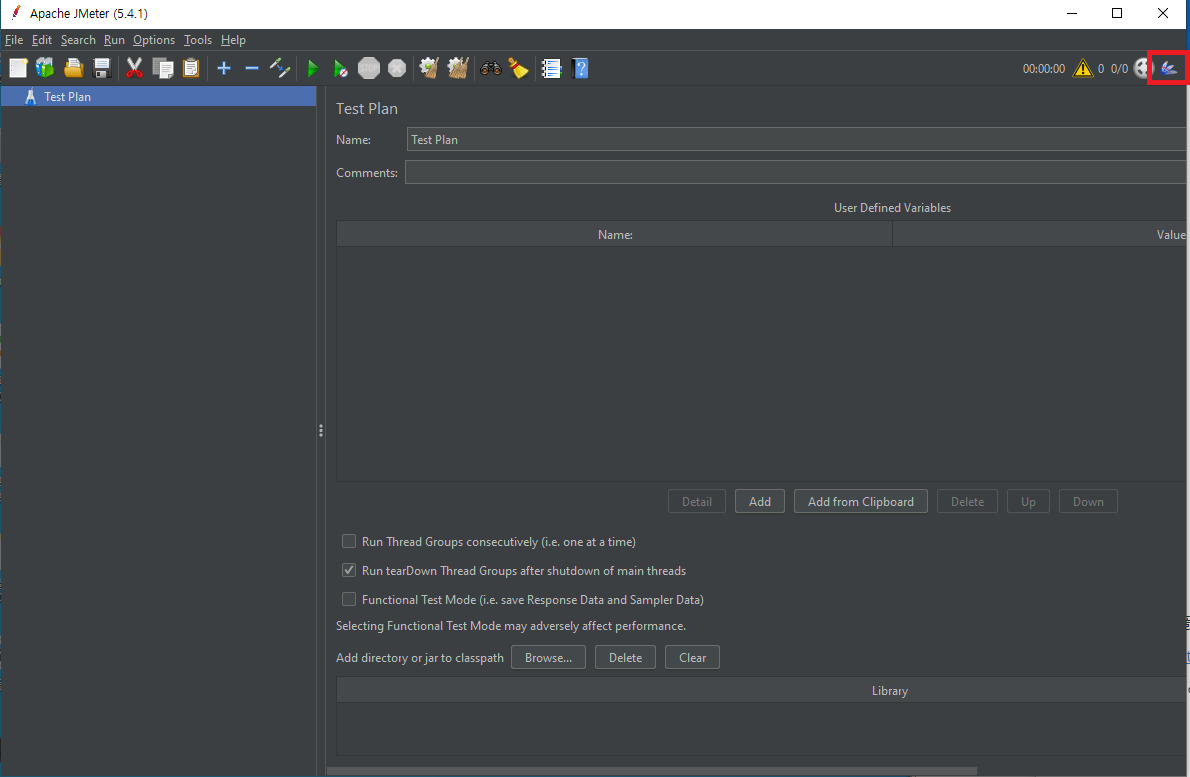 Apache JMeter (5.4.1)
File Edit Search Run Options Tools Help
STOP
00:00:00 0 0/0
Test Plan
Test Plan
Name: Test Plan
Comments:
User Defined Variables
Name: Value
Detail Add Add from Clipboard Delete Up Down
Run Thread Groups consecutively (i.e. one at a time)
Run tearDown Thread Groups after shutdown of main threads
Functional Test Mode (i.e. save Response Data and Sampler Data)
Selecting Functional Test Mode may adversely affect performance.
Add directory or jar to classpath Browse... Delete Clear
Library